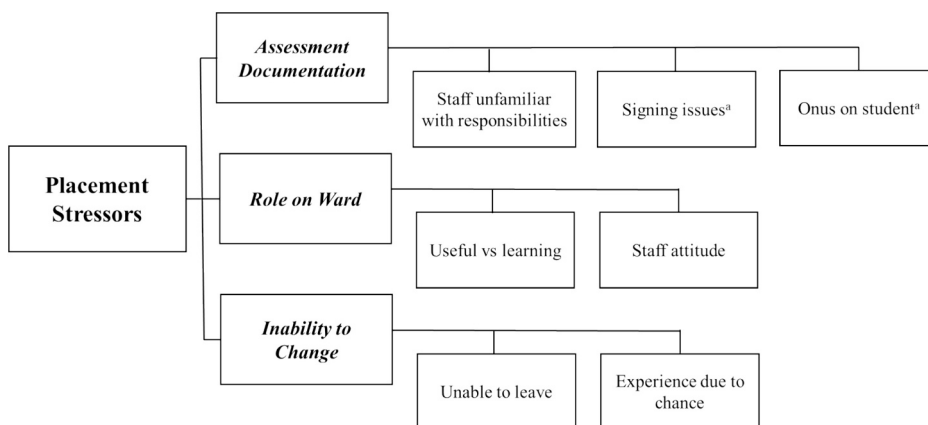 Assessment
Documentation
Staff unfamiliar
with responsibilities
Signing issuesᵃ
Onus on studentᵃ
Placement
Stressors
Role on Ward
Useful vs learning
Staff attitude
Inability to
Change
Unable to leave
Experience due to
chance